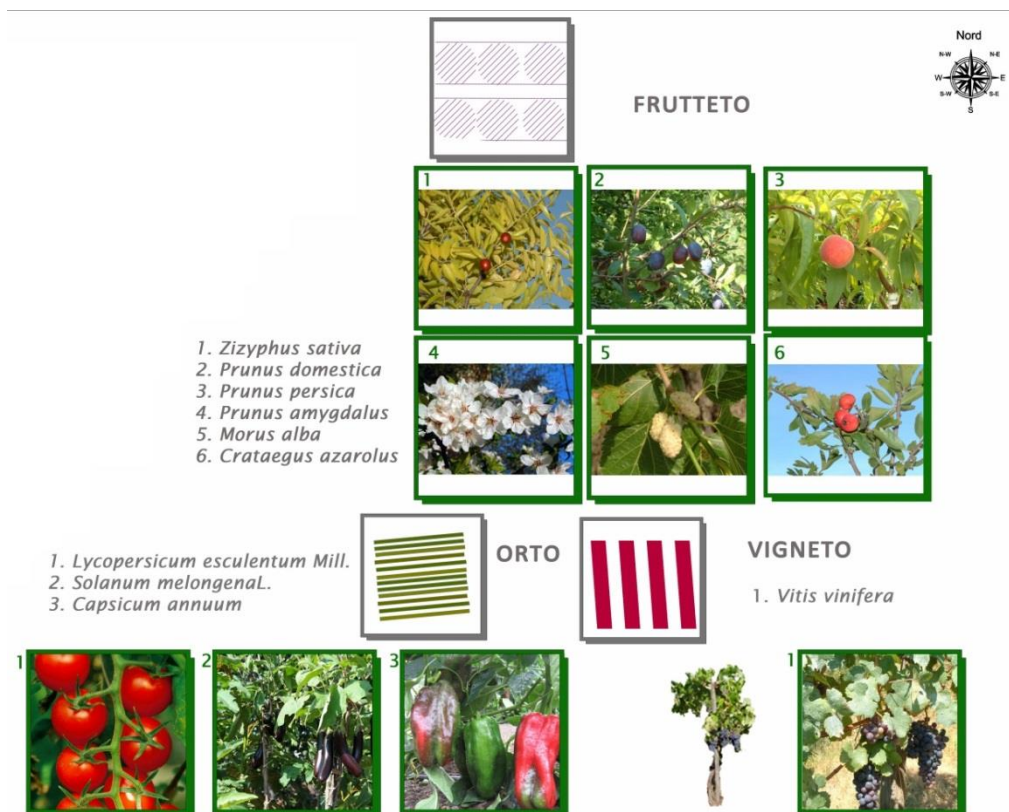 Nord
N-W
N-E
W
E
S-W
S-E
S
FRUTTETO
1
2
3
4
5
6
1. Zizyphus sativa
2. Prunus domestica
3. Prunus persica
4. Prunus amygdalus
5. Morus alba
6. Crataegus azarolus
ORTO
1. Lycopersicum esculentum Mill.
2. Solanum melongenaL.
3. Capsicum annuum
VIGNETO
1. Vitis vinifera
1
2
3
1